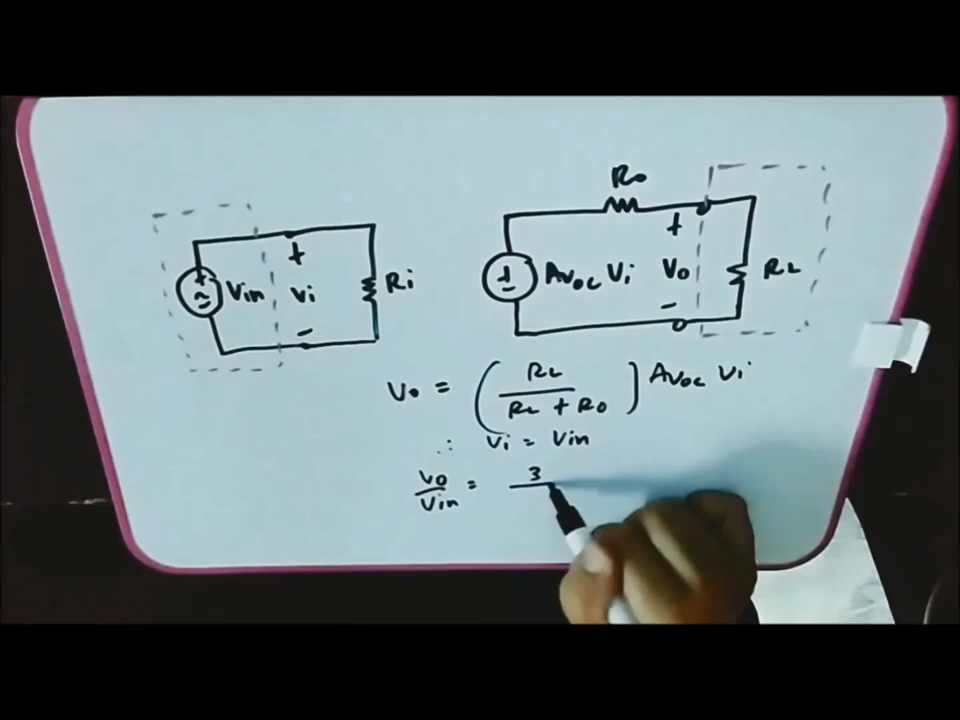 Ro
+
+ Vin
+
Vi
-
Ri
Avoc Vi
+
Vo
-
RL
Vo = ( RL / RL + Ro ) Avoc Vi
∴ Vi = Vin
Vo / Vin = 3